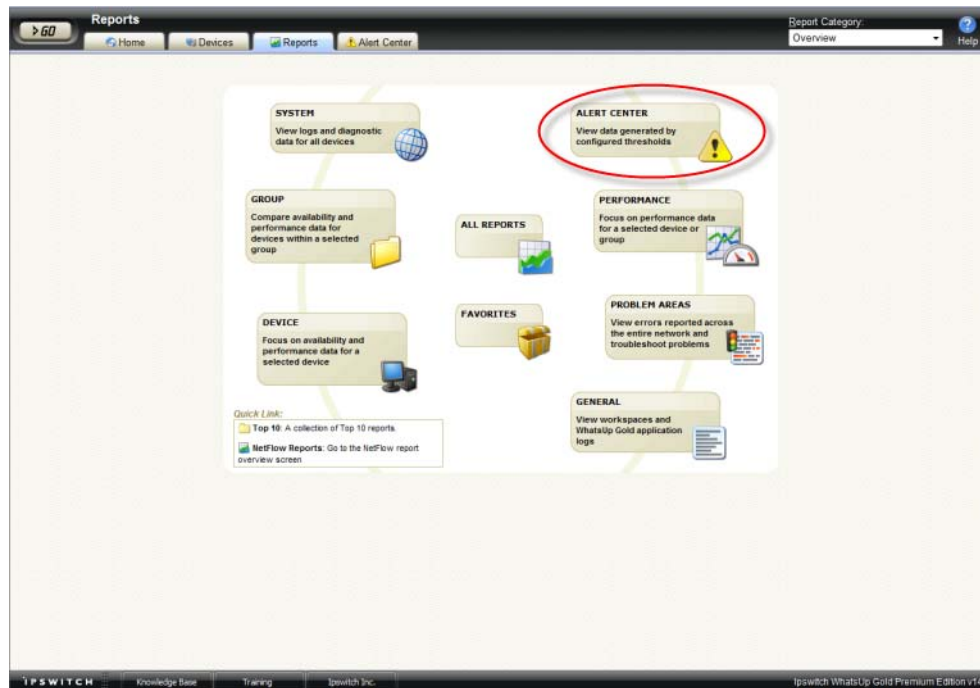 Reports
>GO
Home
Devices
Reports
Alert Center
Report Category:
Overview
Help
SYSTEM
View logs and diagnostic
data for all devices
ALERT CENTER
View data generated by
configured thresholds
GROUP
Compare availability and
performance data for
devices within a selected
group
ALL REPORTS
PERFORMANCE
Focus on performance data
for a selected device or
group
DEVICE
Focus on availability and
performance data for a
selected device
FAVORITES
PROBLEM AREAS
View errors reported across
the entire network and
troubleshoot problems
GENERAL
View workspaces and
WhatsUp Gold application
logs
Quick Link:
Top 10: A collection of Top 10 reports.
NetFlow Reports: Go to the NetFlow report
overview screen
IPSWITCH
Knowledge Base
Training
Ipswitch Inc.
Ipswitch WhatsUp Gold Premium Edition